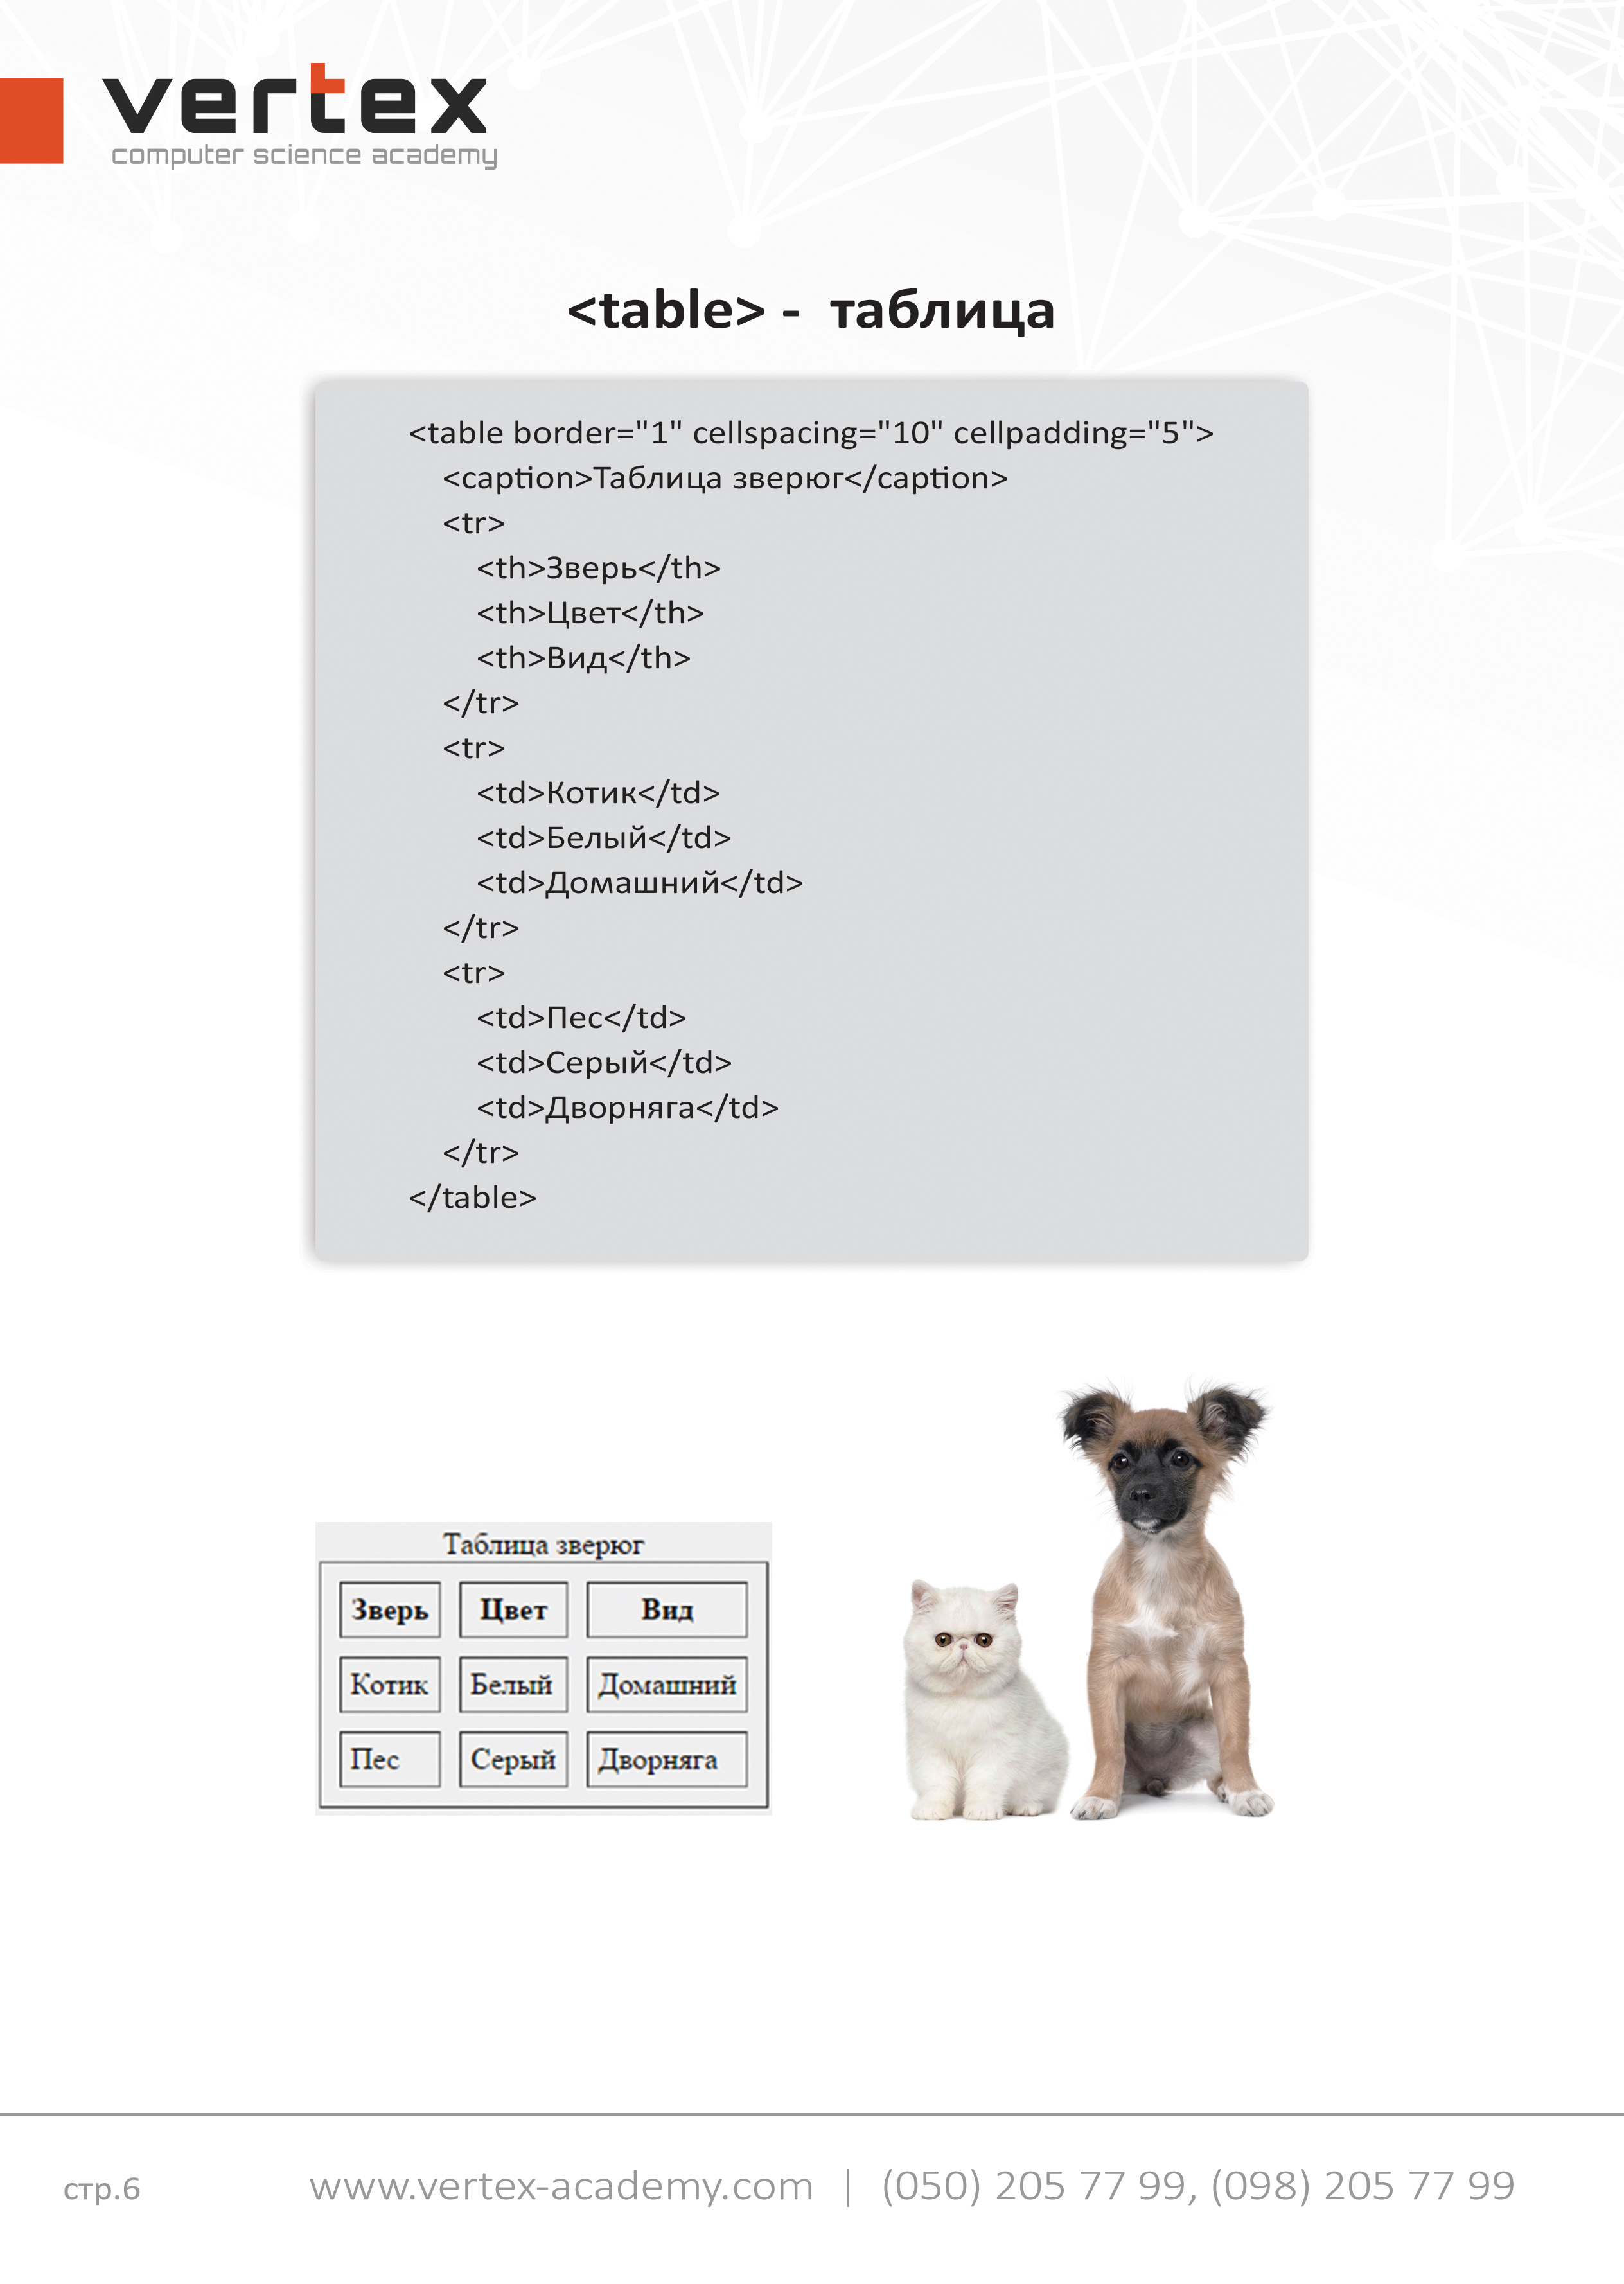 vertex
computer science academy
<table> - таблица
<table border="1" cellspacing="10" cellpadding="5">
<caption>Таблица зверюг</caption>
<tr>
<th>Зверь</th>
<th>Цвет</th>
<th>Вид</th>
</tr>
<tr>
<td>Котик</td>
<td>Белый</td>
<td>Домашний</td>
</tr>
<tr>
<td>Пес</td>
<td>Серый</td>
<td>Дворняга</td>
</tr>
</table>
Таблица зверюг
Зверь Цвет Вид
Котик Белый Домашний
Пес Серый Дворняга
стр.6 www.vertex-academy.com | (050) 205 77 99, (098) 205 77 99